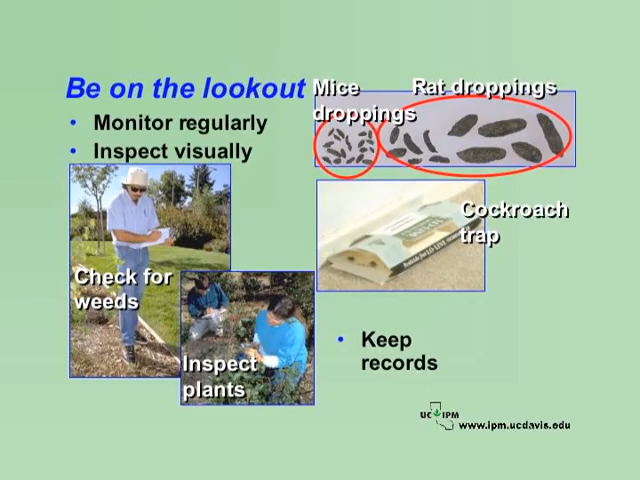 Be on the lookout
• Monitor regularly
• Inspect visually
Mice
droppings
Rat droppings
Cockroach
trap
Check for
weeds
Inspect
plants
• Keep
records
UC IPM
www.ipm.ucdavis.edu